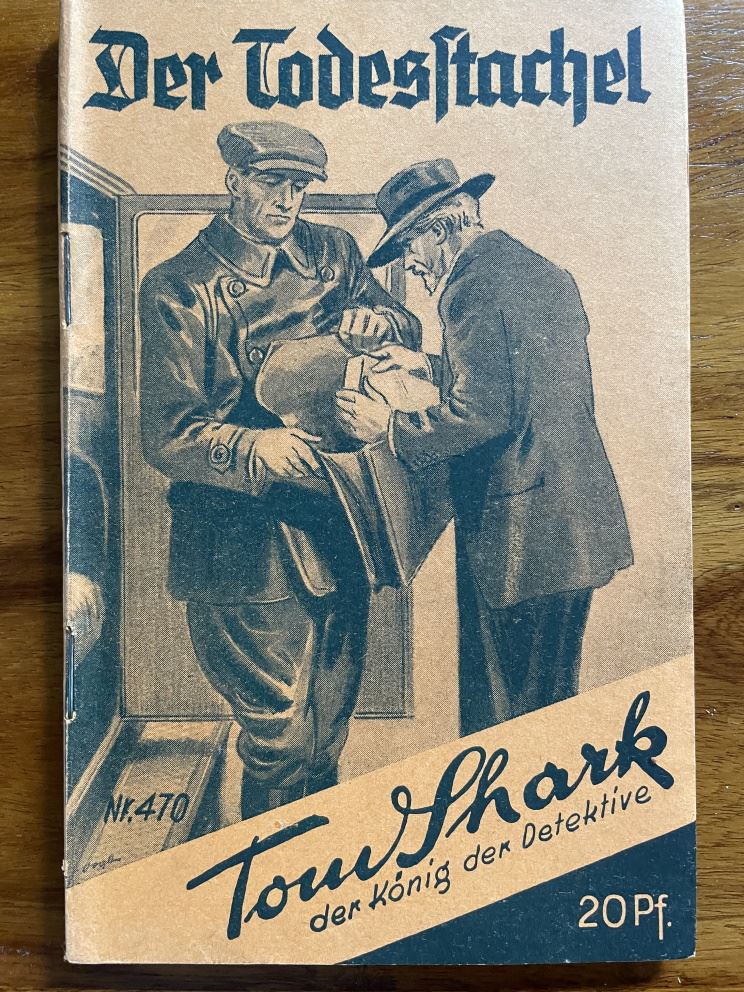 Der Todesſtachel
Nr. 470
Tom Shark
der König der Detektive
20 Pf.